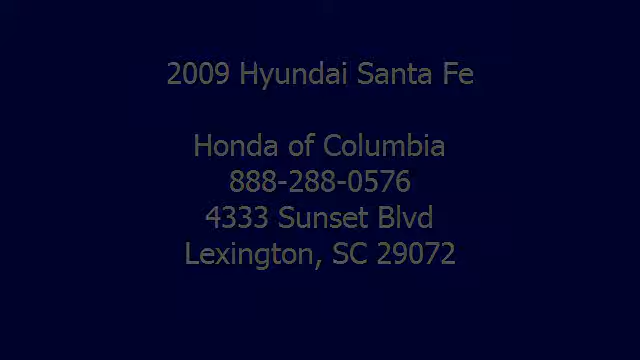 2009 Hyundai Santa Fe
Honda of Columbia
888-288-0576
4333 Sunset Blvd
Lexington, SC 29072